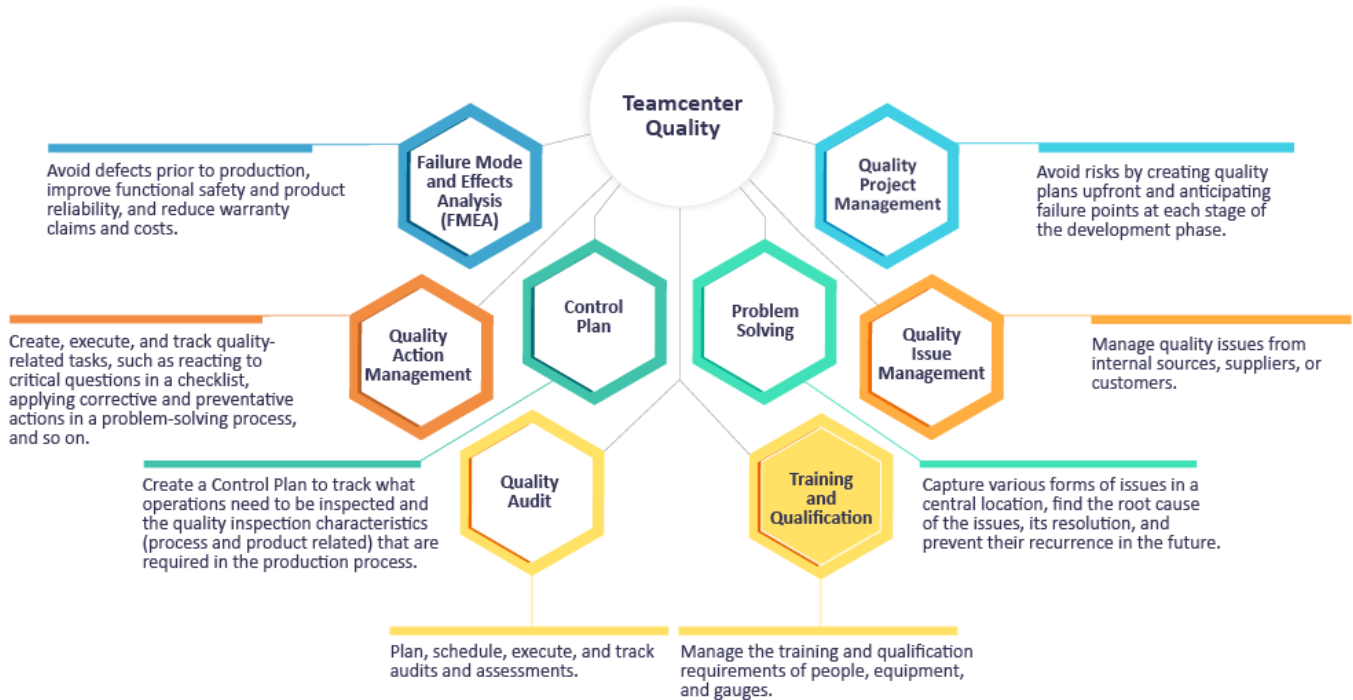 Teamcenter
Quality
Failure Mode
and Effects
Analysis
(FMEA)
Avoid defects prior to production,
improve functional safety and product
reliability, and reduce warranty
claims and costs.
Quality
Project
Management
Avoid risks by creating quality
plans upfront and anticipating
failure points at each stage of
the development phase.
Quality
Action
Management
Create, execute, and track quality-
related tasks, such as reacting to
critical questions in a checklist,
applying corrective and preventative
actions in a problem-solving process,
and so on.
Control
Plan
Create a Control Plan to track what
operations need to be inspected and
the quality inspection characteristics
(process and product related) that are
required in the production process.
Problem
Solving
Capture various forms of issues in a
central location, find the root cause
of the issues, its resolution, and
prevent their recurrence in the future.
Quality
Issue
Management
Manage quality issues from
internal sources, suppliers, or
customers.
Quality
Audit
Plan, schedule, execute, and track
audits and assessments.
Training
and
Qualification
Manage the training and qualification
requirements of people, equipment,
and gauges.